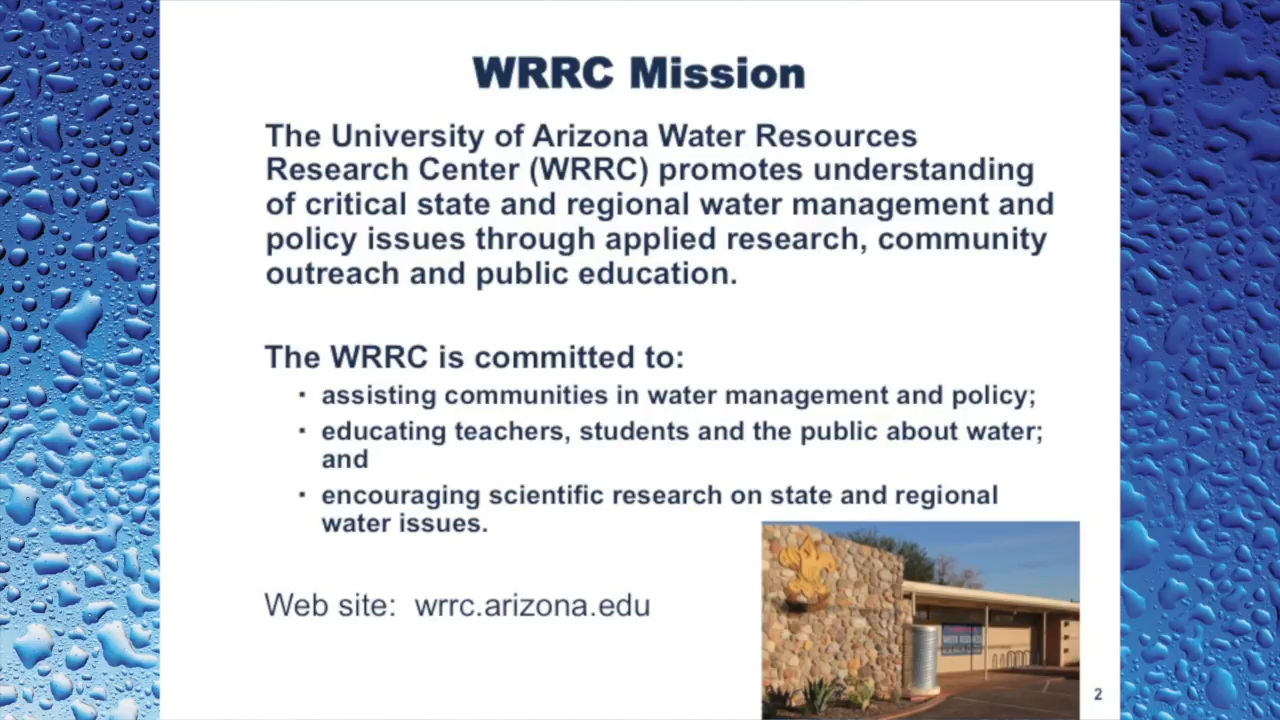 WRRC Mission
The University of Arizona Water Resources
Research Center (WRRC) promotes understanding
of critical state and regional water management and
policy issues through applied research, community
outreach and public education.
The WRRC is committed to:
▪ assisting communities in water management and policy;
▪ educating teachers, students and the public about water;
and
▪ encouraging scientific research on state and regional
water issues.
Web site: wrrc.arizona.edu
WATER RESOURCES
2